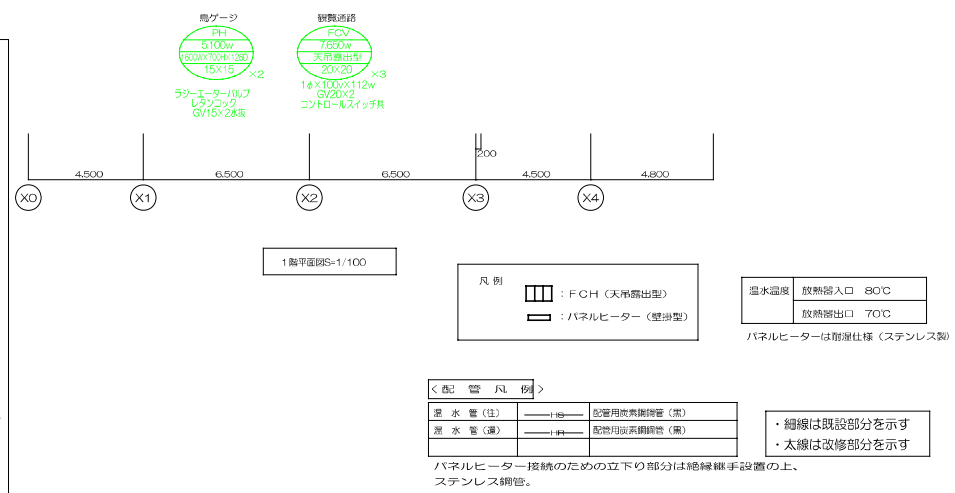 鳥ゲージ
PH
5.100w
1600W×700H×126D
15×15
×2
ラジーエーターバルブ
レタンコック
GV15×2水抜
観覧通路
FCV
7.650w
天吊露出型
20×20
×3
1φ×100v×112w
GV20×2
コントロールスイッチ共
200
4.500
6.500
6.500
4.500
4.800
X0
X1
X2
X3
X4
1階平面図S=1/100
凡 例
：FCH（天吊露出型）
：パネルヒーター（壁掛型）
温水温度
放熱器入口 80℃
放熱器出口 70℃
パネルヒーターは耐湿仕様（ステンレス製）
〈配 管 凡 例〉
温 水 管（往）
HS
配管用炭素鋼鋼管（黒）
温 水 管（還）
HR
配管用炭素鋼鋼管（黒）
パネルヒーター接続のための立下り部分は絶縁継手設置の上、
ステンレス鋼管。
・細線は既設部分を示す
・太線は改修部分を示す